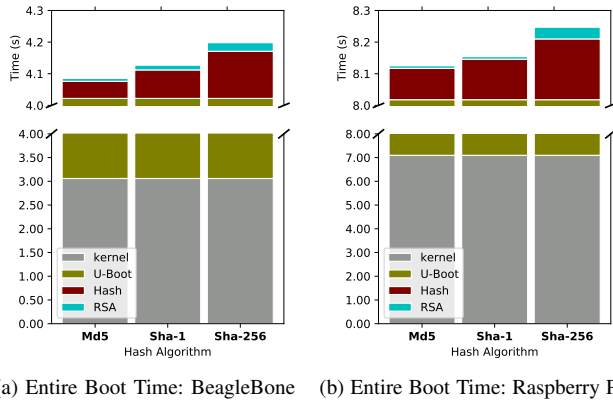 4.3
4.2
4.1
4.0
Time (s)
4.00
3.50
3.00
2.50
2.00
1.50
1.00
0.50
0.00
kernel
U-Boot
Hash
RSA
Md5 Sha-1 Sha-256
Hash Algorithm
(a) Entire Boot Time: BeagleBone
8.3
8.2
8.1
8.0
Time (s)
8.00
7.00
6.00
5.00
4.00
3.00
2.00
1.00
0.00
kernel
U-Boot
Hash
RSA
Md5 Sha-1 Sha-256
Hash Algorithm
(b) Entire Boot Time: Raspberry